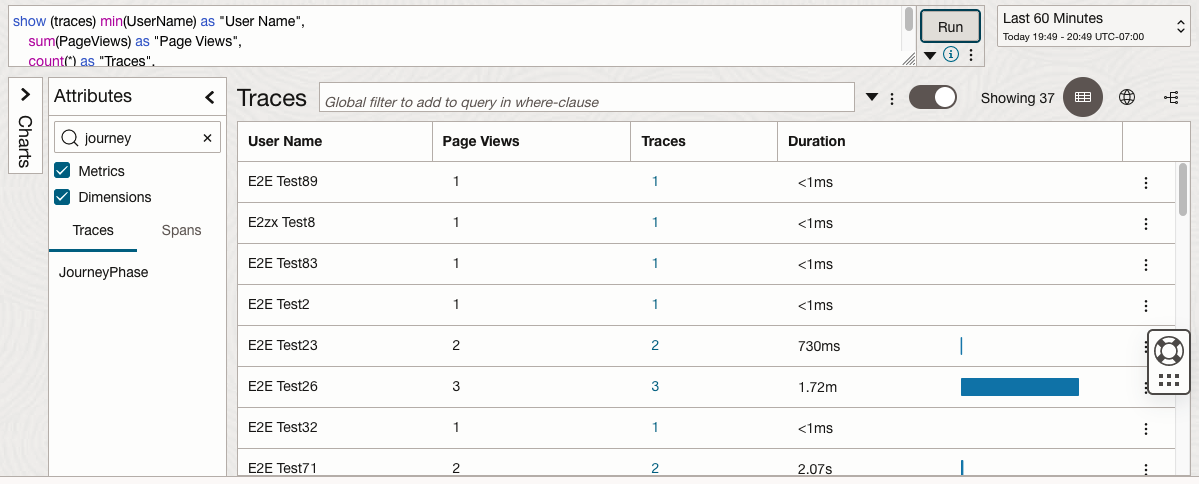 show (traces) min(UserName) as "User Name",
sum(PageViews) as "Page Views",
count(*) as "Traces",
Run
Last 60 Minutes
Today 19:49 - 20:49 UTC-07:00
Charts
Attributes
journey
Metrics
Dimensions
Traces Spans
JourneyPhase
Traces
Global filter to add to query in where-clause
Showing 37
User Name Page Views Traces Duration
E2E Test89 1 1 <1ms
E2zx Test8 1 1 <1ms
E2E Test83 1 1 <1ms
E2E Test2 1 1 <1ms
E2E Test23 2 2 730ms
E2E Test26 3 3 1.72m
E2E Test32 1 1 <1ms
E2E Test71 2 2 2.07s